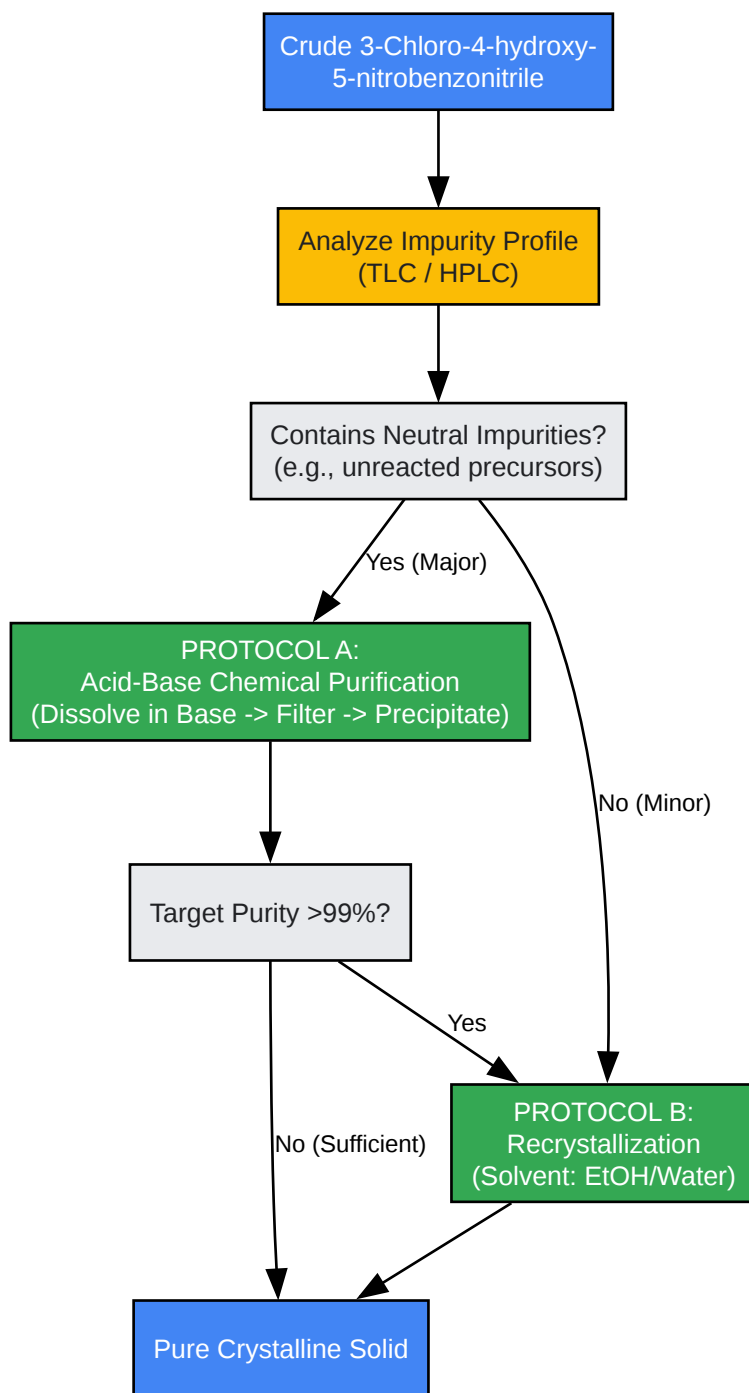 Crude 3-Chloro-4-hydroxy-
5-nitrobenzonitrile
Analyze Impurity Profile
(TLC / HPLC)
Contains Neutral Impurities?
(e.g., unreacted precursors)
Yes (Major)
PROTOCOL A:
Acid-Base Chemical Purification
(Dissolve in Base -> Filter -> Precipitate)
No (Minor)
Target Purity >99%?
Yes
PROTOCOL B:
Recrystallization
(Solvent: EtOH/Water)
No (Sufficient)
Pure Crystalline Solid